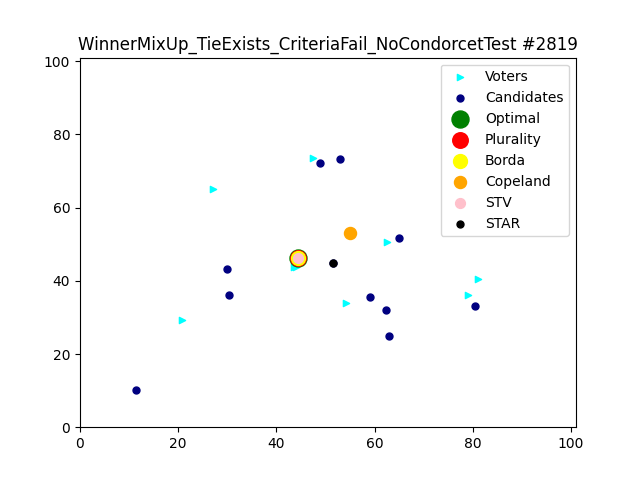 WinnerMixUp_TieExists_CriteriaFail_NoCondorcetTest #2819
100
80
60
40
20
0
0
20
40
60
80
100
Voters
Candidates
Optimal
Plurality
Borda
Copeland
STV
STAR